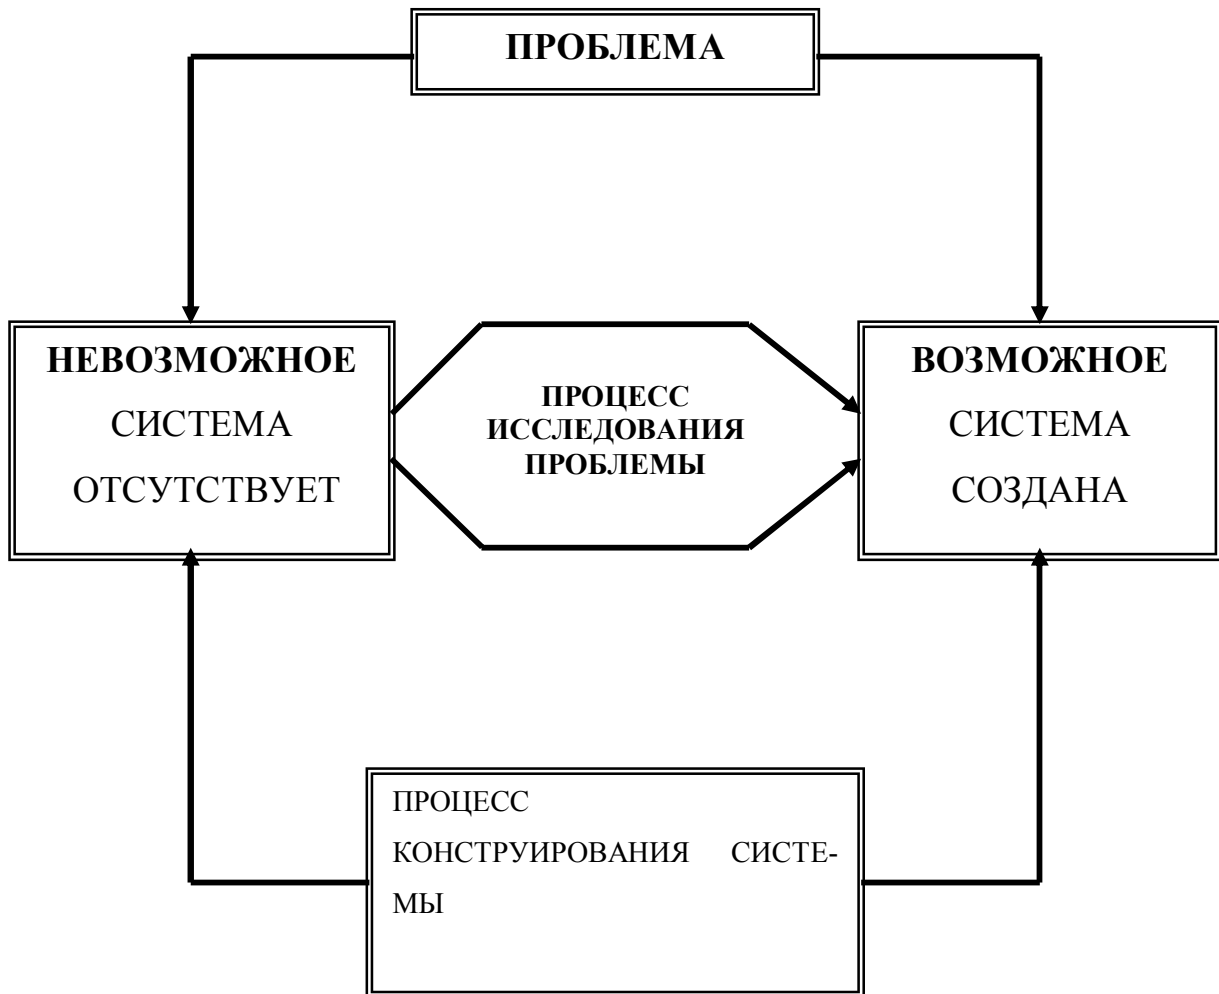 ПРОБЛЕМА
НЕВОЗМОЖНОЕ
СИСТЕМА
ОТСУТСТВУЕТ
ПРОЦЕСС
ИССЛЕДОВАНИЯ
ПРОБЛЕМЫ
ВОЗМОЖНОЕ
СИСТЕМА
СОЗДАНА
ПРОЦЕСС
КОНСТРУИРОВАНИЯ СИСТЕ-
МЫ